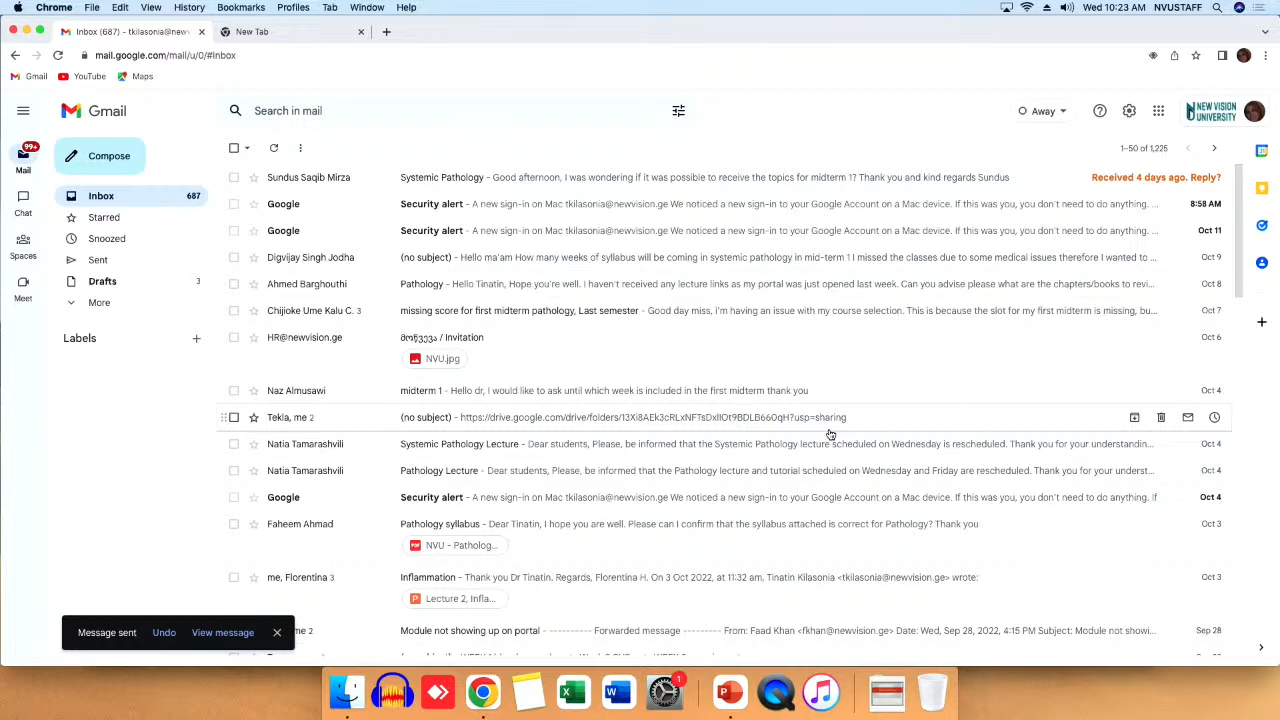 Chrome File Edit View History Bookmarks Profiles Tab Window Help Wed 10:23 AM NVUSTAFF
Inbox (687) - tkilasonia@new New Tab
mail.google.com/mail/u/0/#inbox
Gmail YouTube Maps
Gmail Search in mail Away NEW VISION UNIVERSITY
99+
Mail
Chat
Spaces
Meet
Compose
Inbox 687
Starred
Snoozed
Sent
Drafts 3
More
Labels
1–50 of 1,225
Sundus Saqib Mirza Systemic Pathology - Good afternoon, I was wondering if it was possible to receive the topics for midterm 1? Thank you and kind regards Sundus Received 4 days ago. Reply?
Google Security alert - A new sign-in on Mac tkilasonia@newvision.ge We noticed a new sign-in to your Google Account on a Mac device. If this was you, you don't need to do anything. ... 8:58 AM
Google Security alert - A new sign-in on Mac tkilasonia@newvision.ge We noticed a new sign-in to your Google Account on a Mac device. If this was you, you don't need to do anything. ... Oct 11
Digvijay Singh Jodha (no subject) - Hello ma'am How many weeks of syllabus will be coming in systemic pathology in mid-term 1 I missed the classes due to some medical issues therefore I wanted to ... Oct 9
Ahmed Barghouthi Pathology - Hello Tinatin, Hope you're well. I haven't received any lecture links as my portal was just opened last week. Can you advise please what are the chapters/books to revi... Oct 8
Chijioke Ume Kalu C. 3 missing score for first midterm pathology, Last semester - Good day miss, i'm having an issue with my course selection. This is because the slot for my first midterm is missing, bu... Oct 7
HR@newvision.ge მოწვევა / Invitation Oct 6
NVU.jpg
Naz Almusawi midterm 1 - Hello dr, I would like to ask until which week is included in the first midterm thank you Oct 4
Tekla, me 2 (no subject) - https://drive.google.com/drive/folders/13Xi8AEk3cRLxNFTsDxllOt9BDLB660qH?usp=sharing
Natia Tamarashvili Systemic Pathology Lecture - Dear students, Please, be informed that the Systemic Pathology lecture scheduled on Wednesday is rescheduled. Thank you for your understandin... Oct 4
Natia Tamarashvili Pathology Lecture - Dear students, Please, be informed that the Pathology lecture and tutorial scheduled on Wednesday and Friday are rescheduled. Thank you for your underst... Oct 4
Google Security alert - A new sign-in on Mac tkilasonia@newvision.ge We noticed a new sign-in to your Google Account on a Mac device. If this was you, you don't need to do anything. if Oct 4
Faheem Ahmad Pathology syllabus - Dear Tinatin, I hope you are well. Please can I confirm that the syllabus attached is correct for Pathology? Thank you Oct 3
NVU - Patholog...
me, Florentina 3 Inflammation - Thank you Dr Tinatin. Regards, Florentina H. On 3 Oct 2022, at 11:32 am, Tinatin Kilasonia <tkilasonia@newvision.ge> wrote: Oct 3
Lecture 2, Infla...
me 2 Module not showing up on portal - ---------- Forwarded message --------- From: Faad Khan <fkhan@newvision.ge> Date: Wed, Sep 28, 2022, 4:15 PM Subject: Module not showi... Sep 28
Message sent Undo View message
1